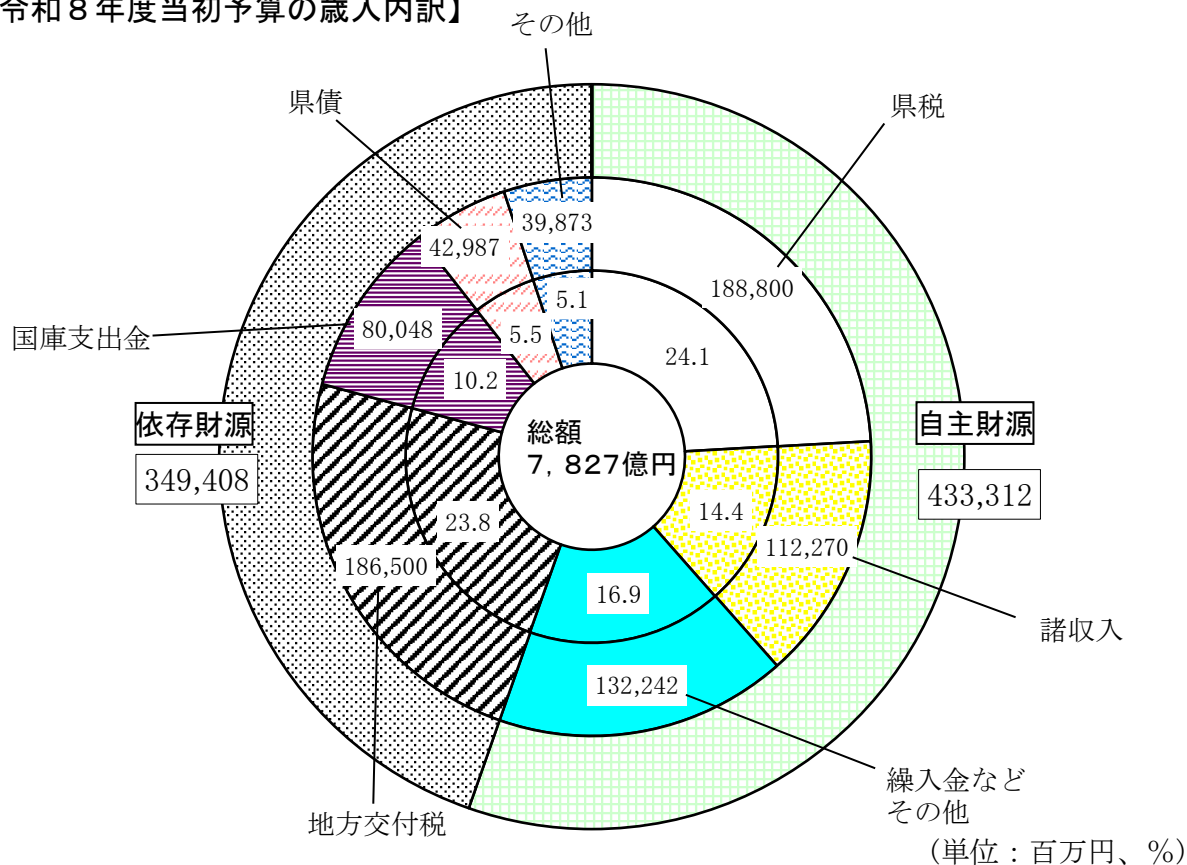 令和8年度当初予算の歳入内訳】
その他
県債
県税
39,873
42,987
188,800
5.1
国庫支出金
80,048
5.5
24.1
10.2
依存財源
349,408
総額
7,827億円
自主財源
433,312
23.8
14.4
186,500
112,270
16.9
諸収入
132,242
繰入金など
その他
地方交付税
（単位：百万円、％）